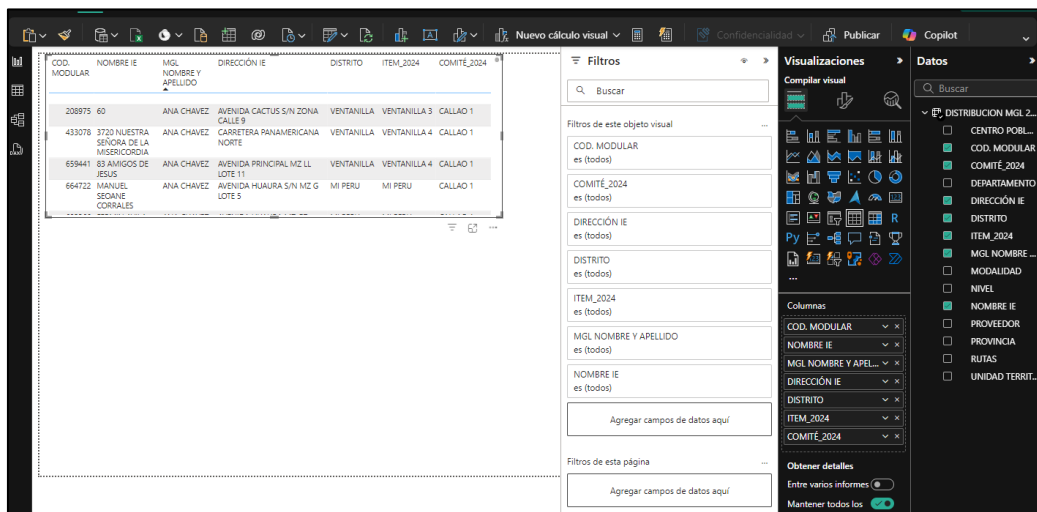 Nuevo cálculo visual
Confidencialidad
Publicar
Copilot
COD. MODULAR NOMBRE IE MGL NOMBRE Y APELLIDO DIRECCIÓN IE DISTRITO ITEM_2024 COMITÉ_2024
208975 60 ANA CHAVEZ AVENIDA CACTUS S/N ZONA CALLE 9 VENTANILLA VENTANILLA 3 CALLAO 1
433078 3720 NUESTRA SEÑORA DE LA MISERICORDIA ANA CHAVEZ CARRETERA PANAMERICANA NORTE VENTANILLA VENTANILLA 4 CALLAO 1
659441 83 AMIGOS DE JESUS ANA CHAVEZ AVENIDA PRINCIPAL MZ LL LOTE 11 VENTANILLA VENTANILLA 4 CALLAO 1
664722 MANUEL SEOANE CORRALES ANA CHAVEZ AVENIDA HUAURA S/N MZ G LOTE 5 MI PERU MI PERU CALLAO 1
Filtros
Buscar
Filtros de este objeto visual
...
COD. MODULAR
es (todos)
COMITÉ_2024
es (todos)
DIRECCIÓN IE
es (todos)
DISTRITO
es (todos)
ITEM_2024
es (todos)
MGL NOMBRE Y APELLIDO
es (todos)
NOMBRE IE
es (todos)
Agregar campos de datos aquí
Filtros de esta página
...
Agregar campos de datos aquí
Visualizaciones
Compilar visual
R
Py
...
Columnas
COD. MODULAR
NOMBRE IE
MGL NOMBRE Y APEL...
DIRECCIÓN IE
DISTRITO
ITEM_2024
COMITÉ_2024
Obtener detalles
Entre varios informes
Mantener todos los
Datos
Buscar
DISTRIBUCION MGL 2...
CENTRO POBL...
COD. MODULAR
COMITÉ_2024
DEPARTAMENTO
DIRECCIÓN IE
DISTRITO
ITEM_2024
MGL NOMBRE ...
MODALIDAD
NIVEL
NOMBRE IE
PROVEEDOR
PROVINCIA
RUTAS
UNIDAD TERRIT...